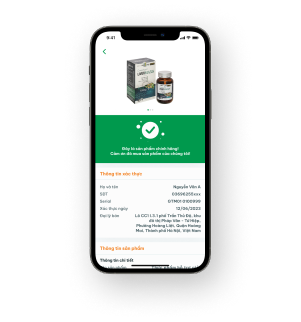 9:41
Đây là sản phẩm chính hãng!
Cảm ơn đã mua sản phẩm của chúng tôi!
Thông tin xác thực
Họ và tên Nguyễn Văn A
SĐT 03696255xxx
Serial DTM01 0100999
Xác thực ngày 12/06/2023
Đại lý bán Lô CC1.I.3.1 phố Trần Thủ Độ, khu
đô thị Pháp Vân - Tứ Hiệp,
Phường Hoàng Liệt, Quận Hoàng
Mai, Thành phố Hà Nội, Việt Nam
Thông tin sản phẩm
Thông tin chi tiết